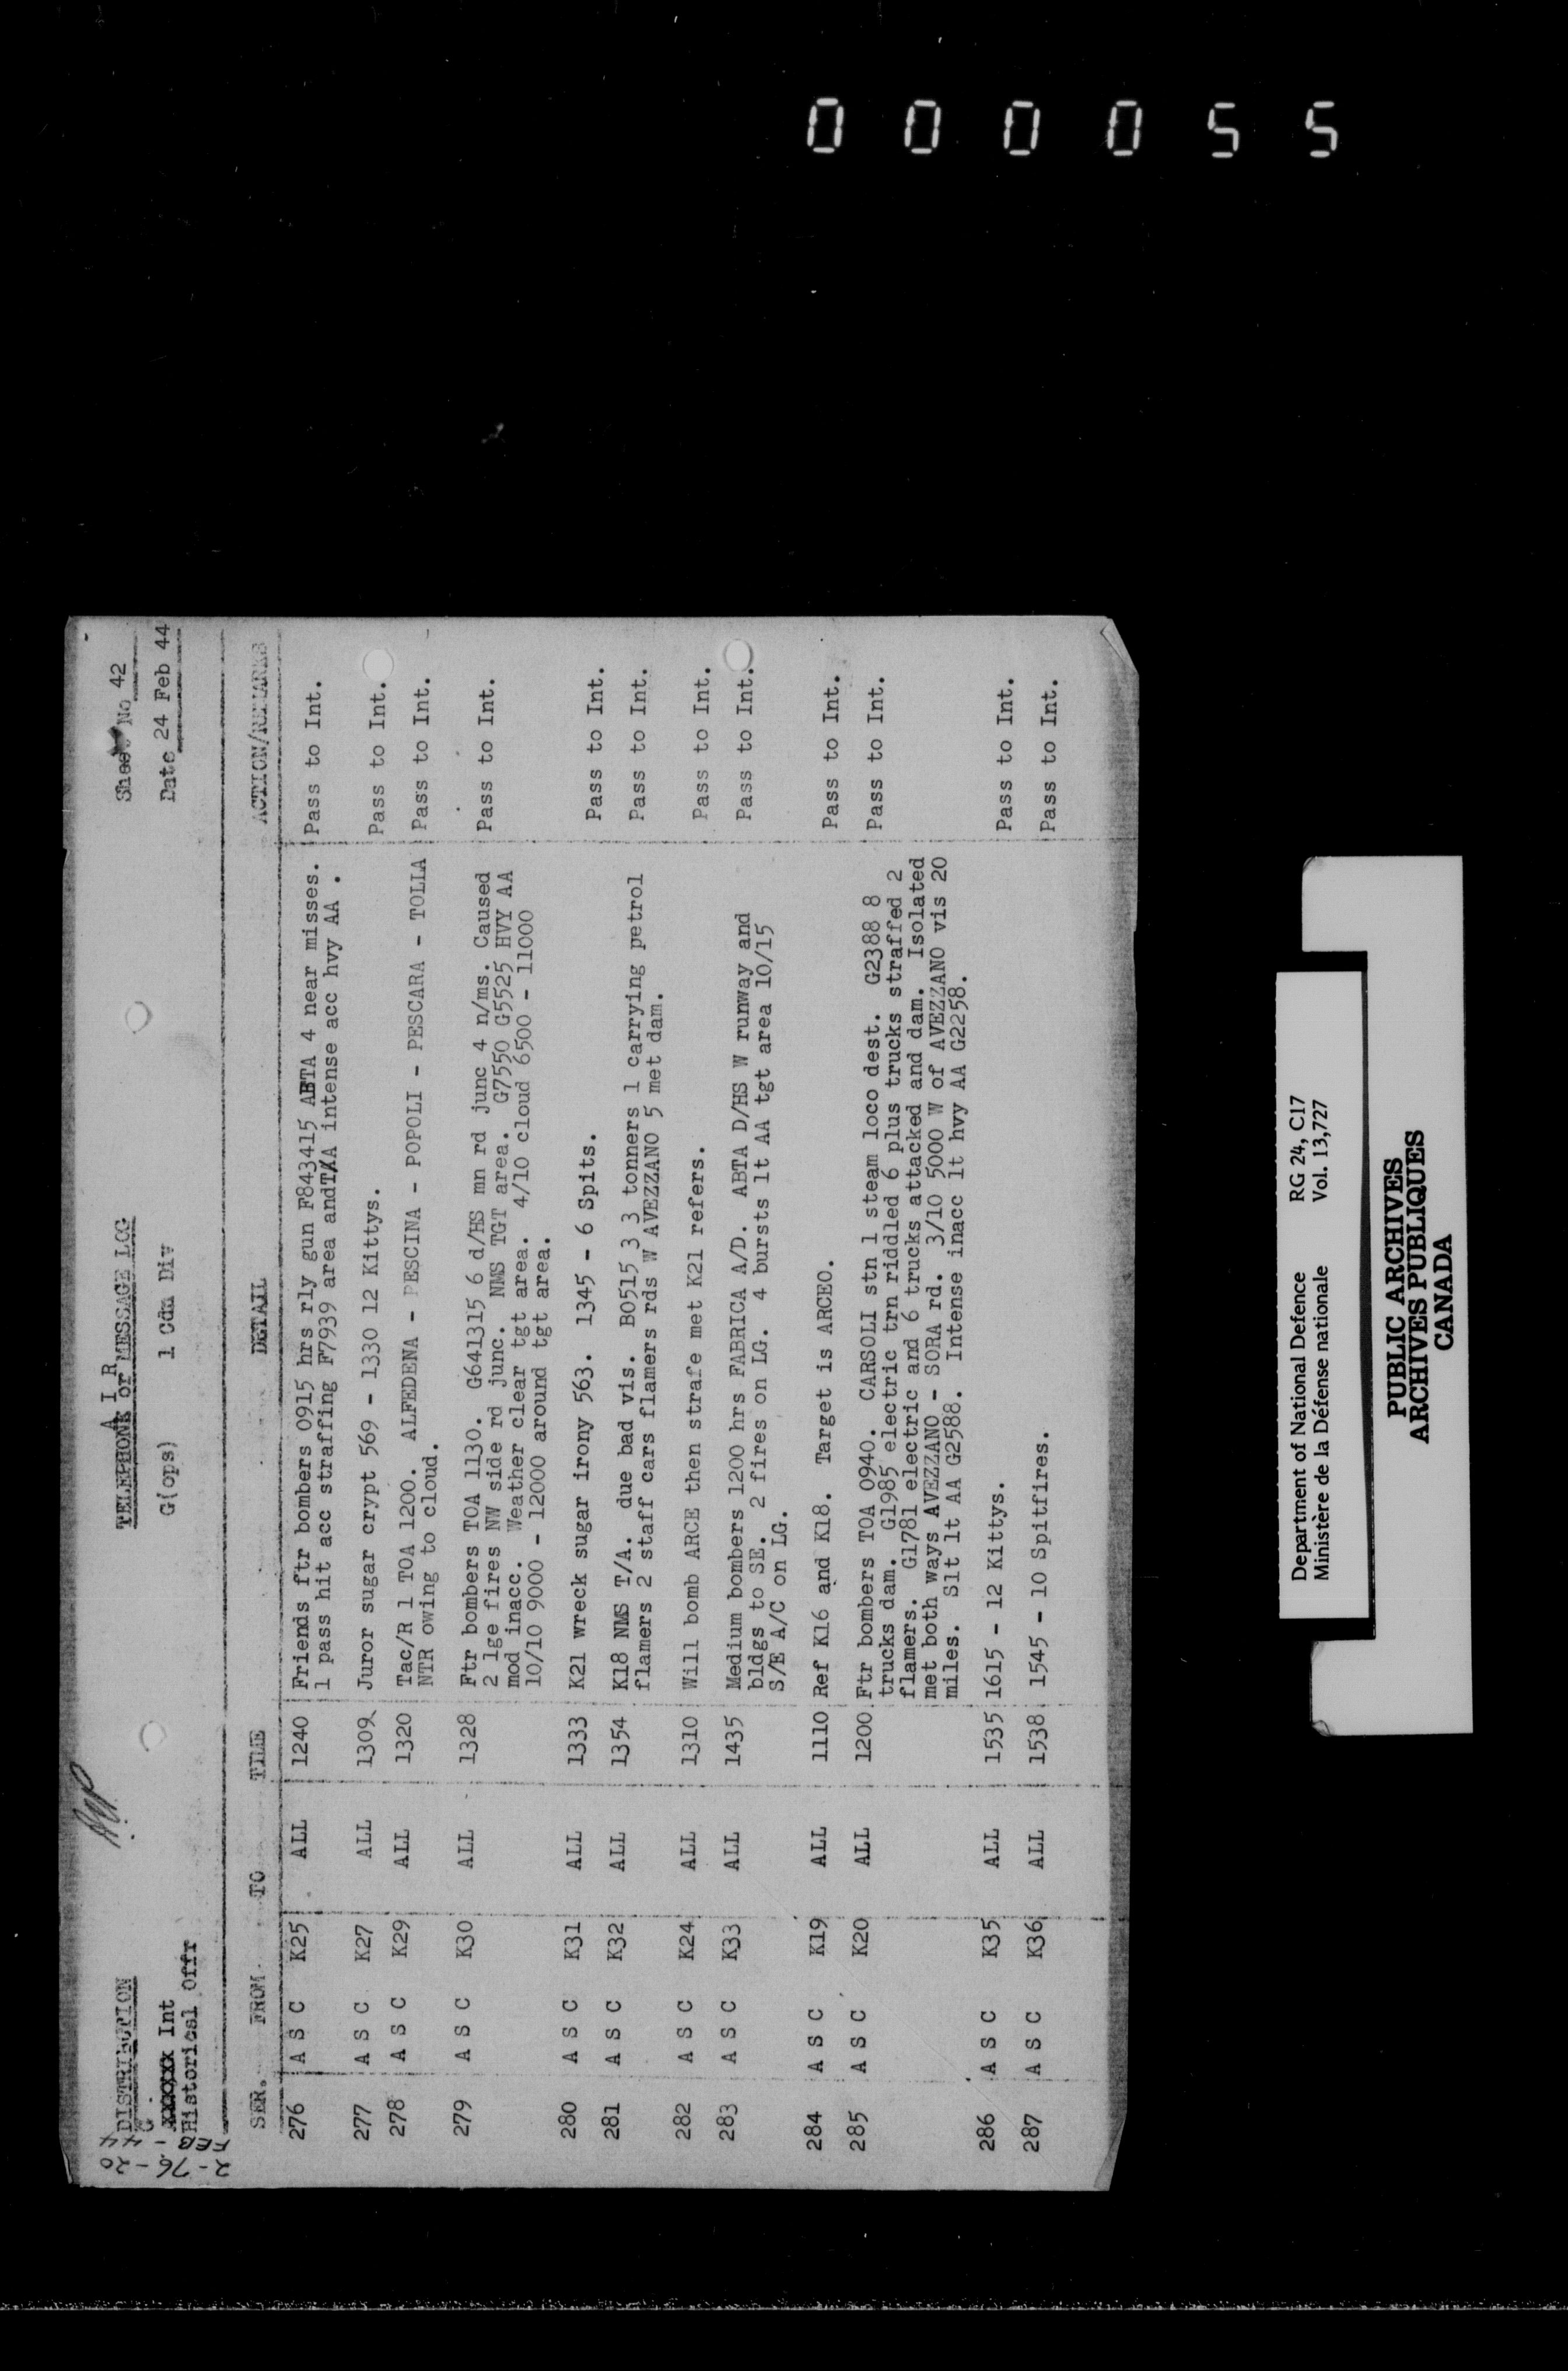 000055
2-76-20
FEB - 44
DISTRIBUTION
G
XXXXX Int
Historical Offr
A I R
TELEPHONE or MESSAGE LOG
G(ops) 1 Cdn Div
Sheet No 42
Date 24 Feb 44
SER. FROM TO TIME DETAIL ACTION/REMARKS
276 A S C K25 ALL 1240 Friends ftr bombers 0915 hrs rly gun F843415 ABTA 4 near misses. Pass to Int.
1 pass hit acc straffing F7939 area and T/A intense acc hvy AA .
277 A S C K27 ALL 1309 Juror sugar crypt 569 - 1330 12 Kittys. Pass to Int.
278 A S C K29 ALL 1320 Tac/R 1 TOA 1200. ALFEDENA - PESCINA - POPOLI - PESCARA - TOLLA Pass to Int.
NTR owing to cloud.
279 A S C K30 ALL 1328 Ftr bombers TOA 1130. G641315 6 d/HS mn rd junc 4 n/ms. Caused Pass to Int.
2 lge fires NW side rd junc. NMS TGT area. G7550 G5525 HVY AA
mod inacc. Weather clear tgt area. 4/10 cloud 6500 - 11000
10/10 9000 - 12000 around tgt area.
280 A S C K31 ALL 1333 K21 wreck sugar irony 563. 1345 - 6 Spits. Pass to Int.
281 A S C K32 ALL 1354 K18 NMS T/A. due bad vis. B0515 3 3 tonners 1 carrying petrol Pass to Int.
flamers 2 staff cars flamers rds W AVEZZANO 5 met dam.
282 A S C K24 ALL 1310 Will bomb ARCE then strafe met K21 refers. Pass to Int.
283 A S C K33 ALL 1435 Medium bombers 1200 hrs FABRICA A/D. ABTA D/HS W runway and Pass to Int.
bldgs to SE. 2 fires on LG. 4 bursts lt AA tgt area 10/15
S/E A/C on LG.
284 A S C K19 ALL 1110 Ref K16 and K18. Target is ARCEO. Pass to Int.
285 A S C K20 ALL 1200 Ftr bombers TOA 0940. CARSOLI stn 1 steam loco dest. G2388 8 Pass to Int.
trucks dam. G1985 electric trn riddled 6 plus trucks straffed 2
flamers. G1781 electric and 6 trucks attacked and dam. Isolated
met both ways AVEZZANO - SORA rd. 3/10 5000 W of AVEZZANO vis 20
miles. Slt lt AA G2588. Intense inacc lt hvy AA G2258.
286 A S C K35 ALL 1535 1615 - 12 Kittys. Pass to Int.
287 A S C K36 ALL 1538 1545 - 10 Spitfires. Pass to Int.
Department of National Defence RG 24, C17
Ministère de la Défense nationale Vol. 13,727
PUBLIC ARCHIVES
ARCHIVES PUBLIQUES
CANADA